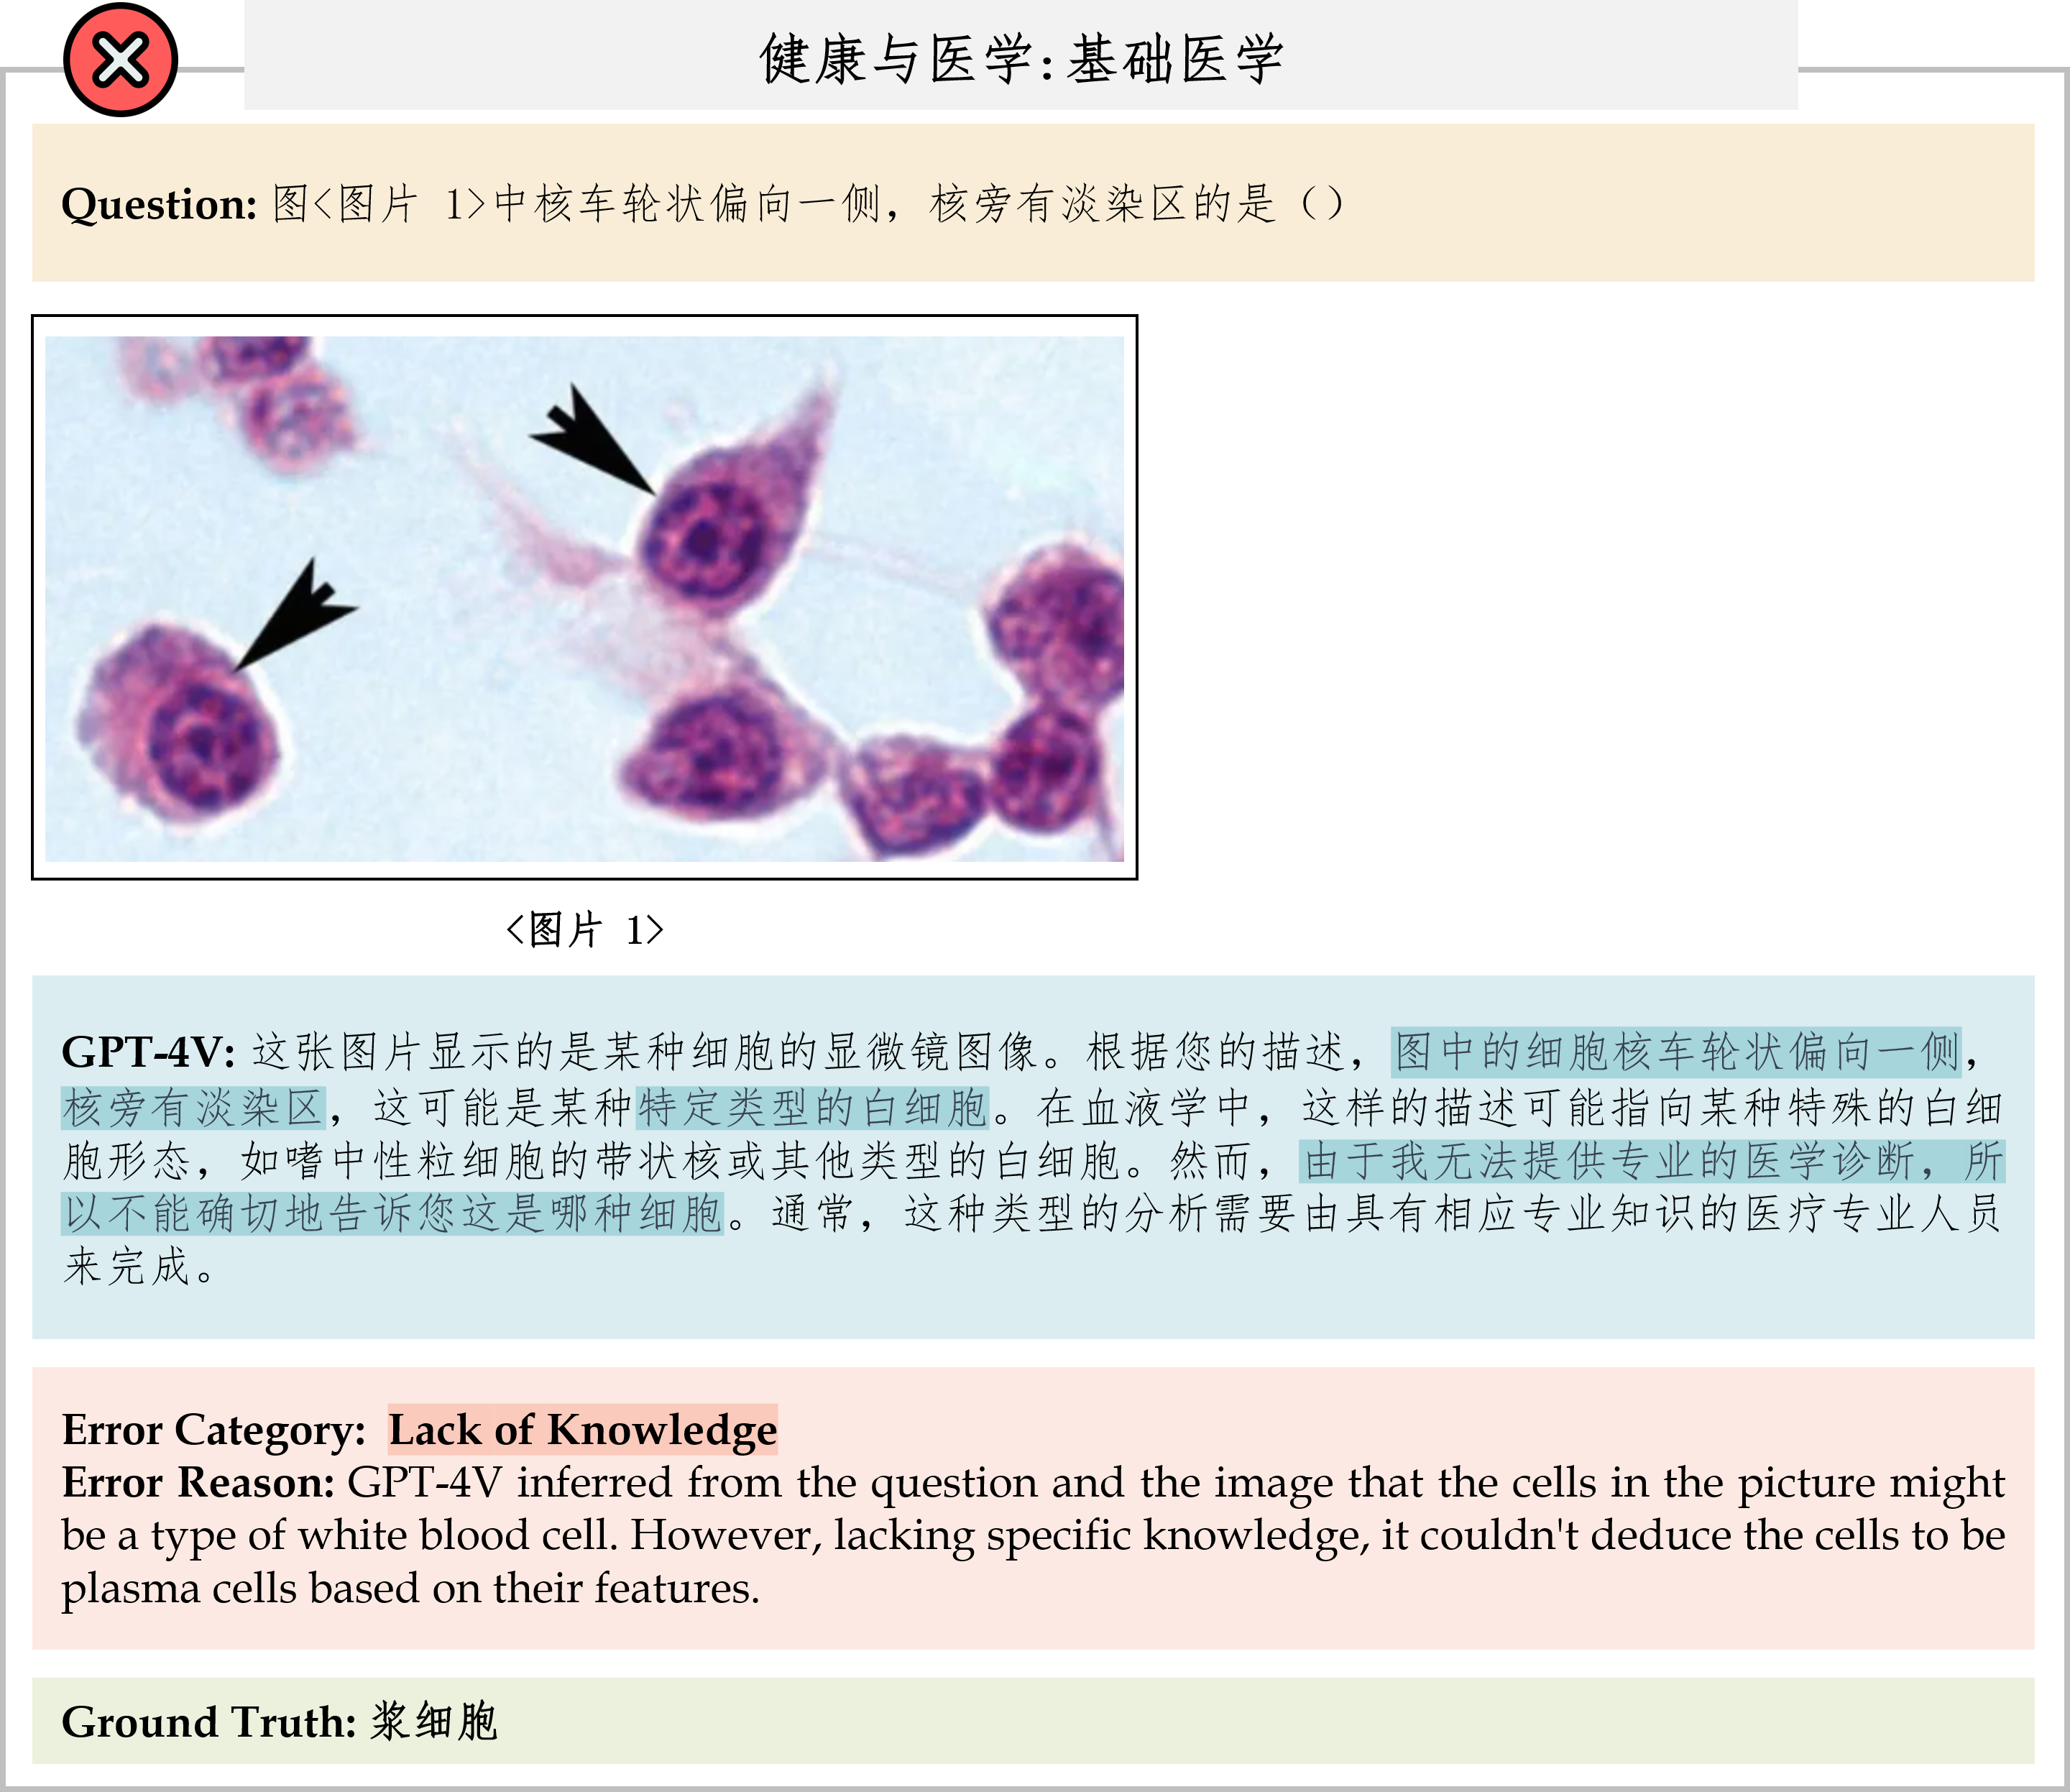 健康与医学:基础医学
Question: 图<图片 1>中核车轮状偏向一侧，核旁有淡染区的是（）
<图片 1>
GPT-4V: 这张图片显示的是某种细胞的显微镜图像。根据您的描述，图中的细胞核车轮状偏向一侧，
核旁有淡染区，这可能是某种特定类型的白细胞。在血液学中，这样的描述可能指向某种特殊的白细
胞形态，如嗜中性粒细胞的带状核或其他类型的白细胞。然而，由于我无法提供专业的医学诊断，所
以不能确切地告诉您这是哪种细胞。通常，这种类型的分析需要由具有相应专业知识的医疗专业人员
来完成。
Error Category: Lack of Knowledge
Error Reason: GPT-4V inferred from the question and the image that the cells in the picture might
be a type of white blood cell. However, lacking specific knowledge, it couldn't deduce the cells to be
plasma cells based on their features.
Ground Truth: 浆细胞